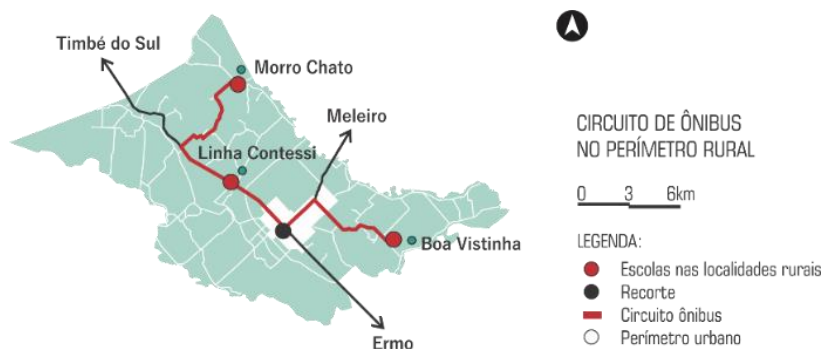 Timbé do Sul
Morro Chato
Meleiro
Linha Contessi
Boa Vistinha
Ermo
CIRCUITO DE ÔNIBUS
NO PERÍMETRO RURAL
0 3 6km
LEGENDA:
Escolas nas localidades rurais
Recorte
Circuito ônibus
Perímetro urbano